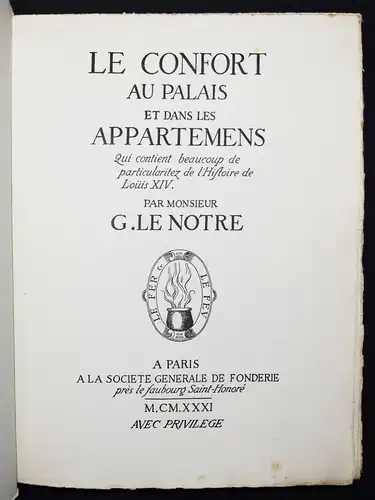 LE CONFORT
AU PALAIS
ET DANS LES
APPARTEMENS
Qui contient beaucoup de
particularitez de l'Hiſtoire de
Loüis XIV.
PAR MONSIEUR
G. LE NOTRE
LE FER & LE FEV
A PARIS
A LA SOCIETE GENERALE DE FONDERIE
prés le faubourg Saint-Honoré
M.CM.XXXI
AVEC PRIVILEGE